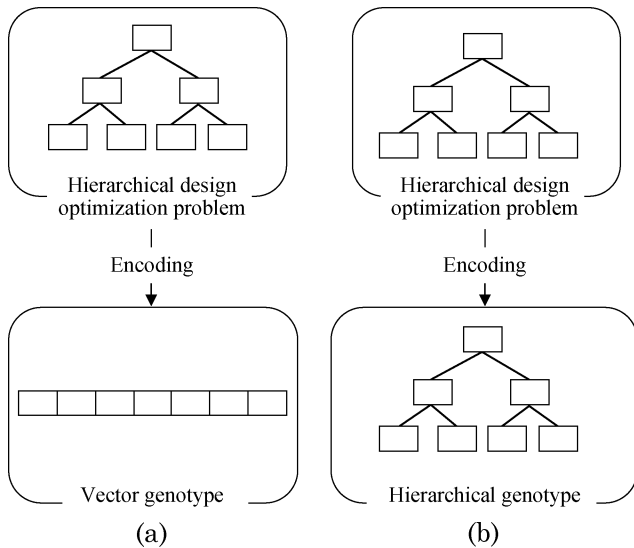 Hierarchical design
optimization problem
Encoding
Vector genotype
(a)
Hierarchical design
optimization problem
Encoding
Hierarchical genotype
(b)